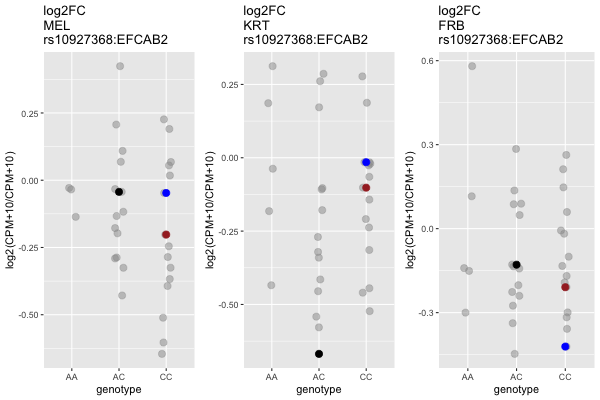 log2FC
MEL
rs10927368:EFCAB2
log2(CPM+10/CPM+10)
0.25
0.00
-0.25
-0.50
AA AC CC
genotype
log2FC
KRT
rs10927368:EFCAB2
log2(CPM+10/CPM+10)
0.25
0.00
-0.25
-0.50
AA AC CC
genotype
log2FC
FRB
rs10927368:EFCAB2
log2(CPM+10/CPM+10)
0.6
0.3
0.0
-0.3
AA AC CC
genotype